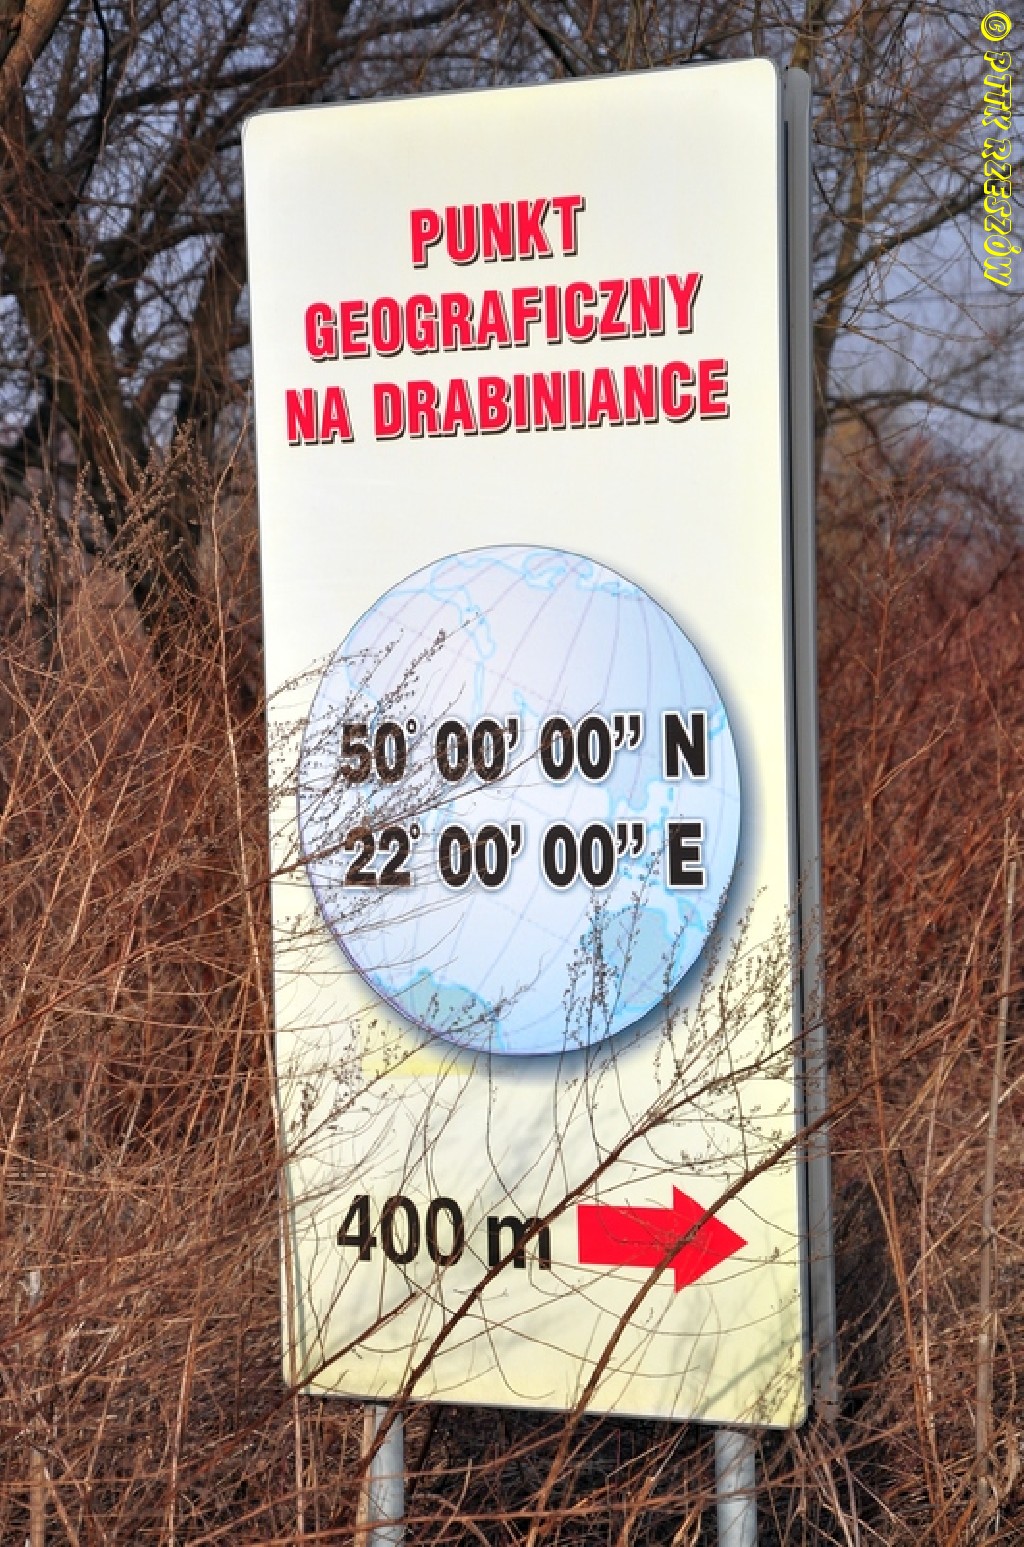 PUNKT
GEOGRAFICZNY
NA DRABINIANCE
50° 00' 00" N
22° 00' 00" E
400 m
© PTTK RZESZÓW